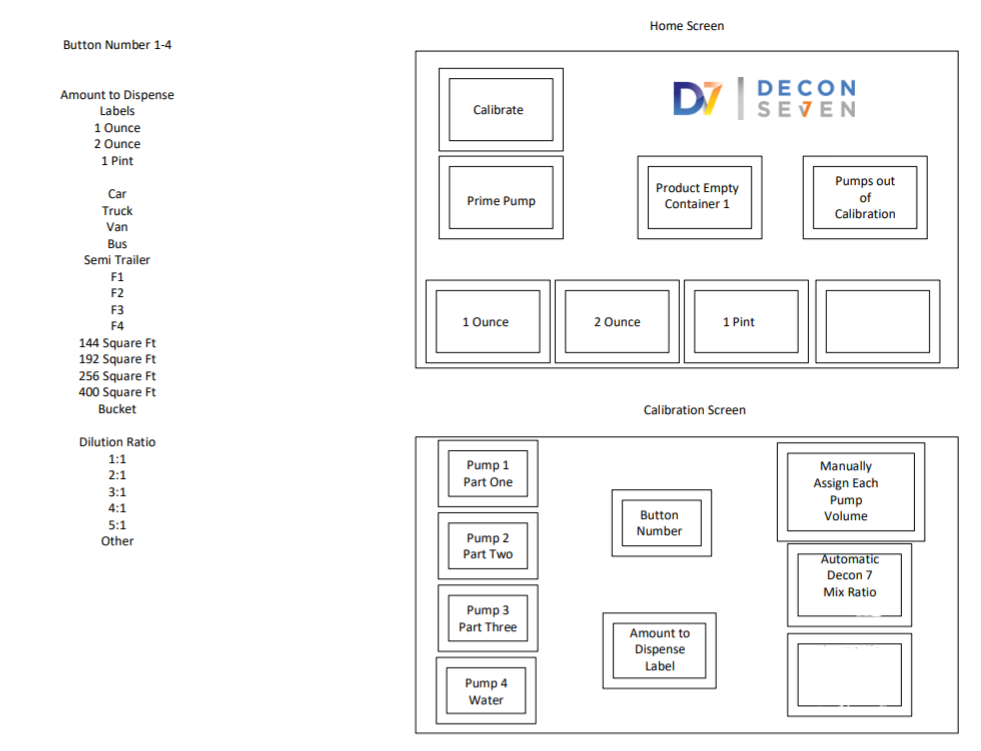 Button Number 1-4
Amount to Dispense
Labels
1 Ounce
2 Ounce
1 Pint
Car
Truck
Van
Bus
Semi Trailer
F1
F2
F3
F4
144 Square Ft
192 Square Ft
256 Square Ft
400 Square Ft
Bucket
Dilution Ratio
1:1
2:1
3:1
4:1
5:1
Other
Home Screen
Calibrate
D7
DECON
SEVEN
Prime Pump
Product Empty
Container 1
Pumps out
of
Calibration
1 Ounce
2 Ounce
1 Pint
Calibration Screen
Pump 1
Part One
Pump 2
Part Two
Pump 3
Part Three
Pump 4
Water
Button
Number
Amount to
Dispense
Label
Manually
Assign Each
Pump
Volume
Automatic
Decon 7
Mix Ratio